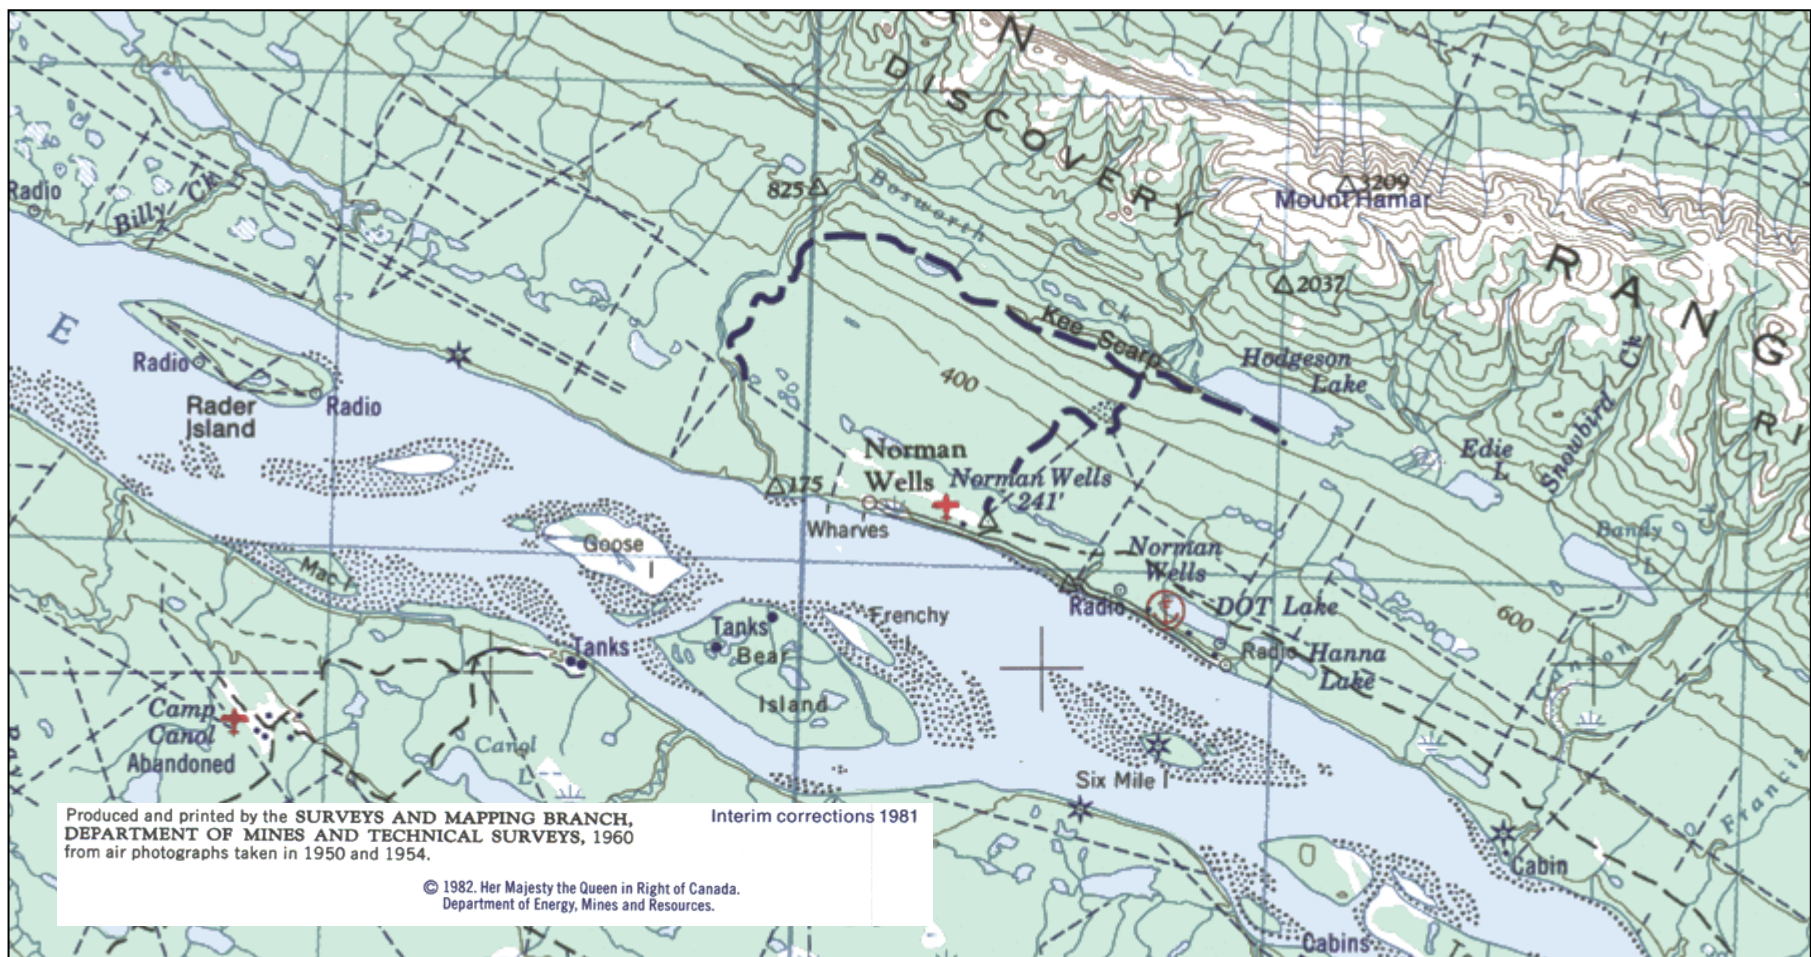 N
DISCOVERY
RANG
RI
5
Radio
Billy Ck
825
Bosworth
Ck
3209
Mount Hamar
2037
E
Radio
Radio
Rader
Island
Kee Scarp
400
Hodgeson
Lake
Snowbird Ck
Edie
L
Norman
Wells
Norman Wells
241'
175
Wharves
Bandy
L
Ck
Goose
I
Mac I
Norman
Wells
Radio
DOT Lake
600
Frenchy
I
Tanks
Tanks
Bear
Island
Radio
Hanna
Lake
Canyon
Camp
Canol
Abandoned
Canol
L
Six Mile I
Francis
Cabin
Cabins
Produced and printed by the SURVEYS AND MAPPING BRANCH,
DEPARTMENT OF MINES AND TECHNICAL SURVEYS, 1960
from air photographs taken in 1950 and 1954.
Interim corrections 1981
© 1982. Her Majesty the Queen in Right of Canada.
Department of Energy, Mines and Resources.